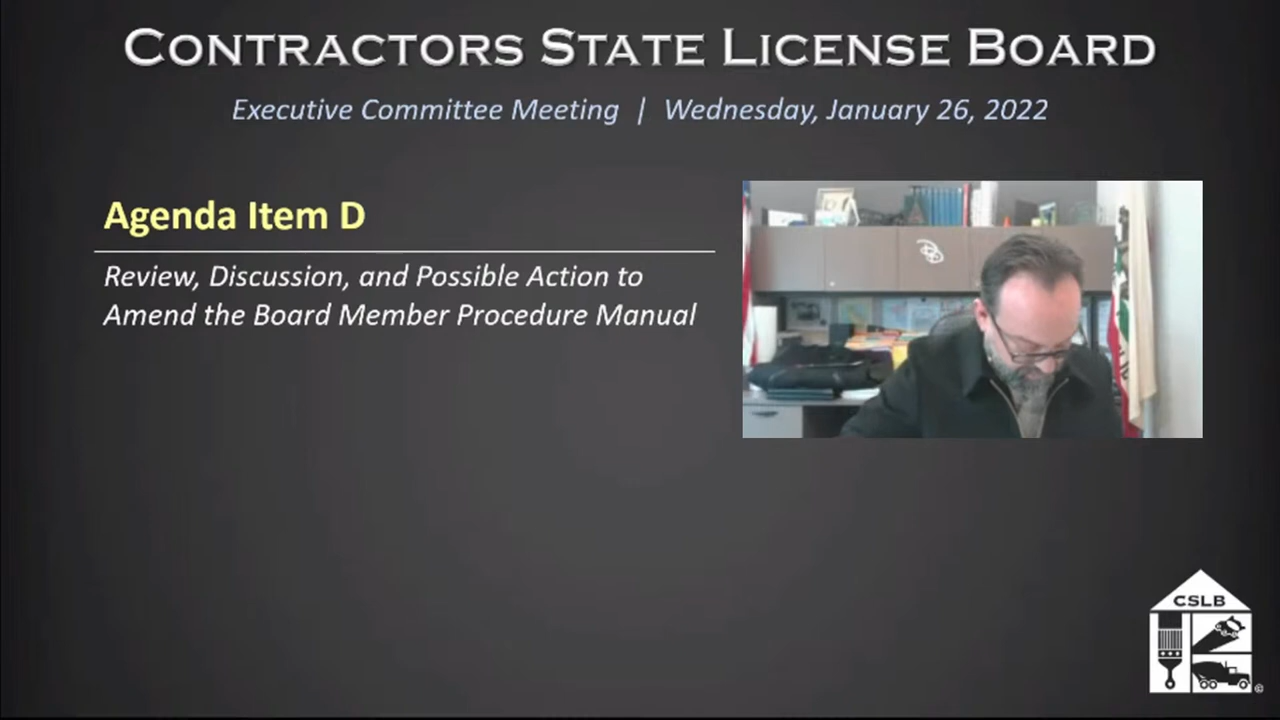 CONTRACTORS STATE LICENSE BOARD
Executive Committee Meeting | Wednesday, January 26, 2022
Agenda Item D
Review, Discussion, and Possible Action to
Amend the Board Member Procedure Manual
CSLB
©